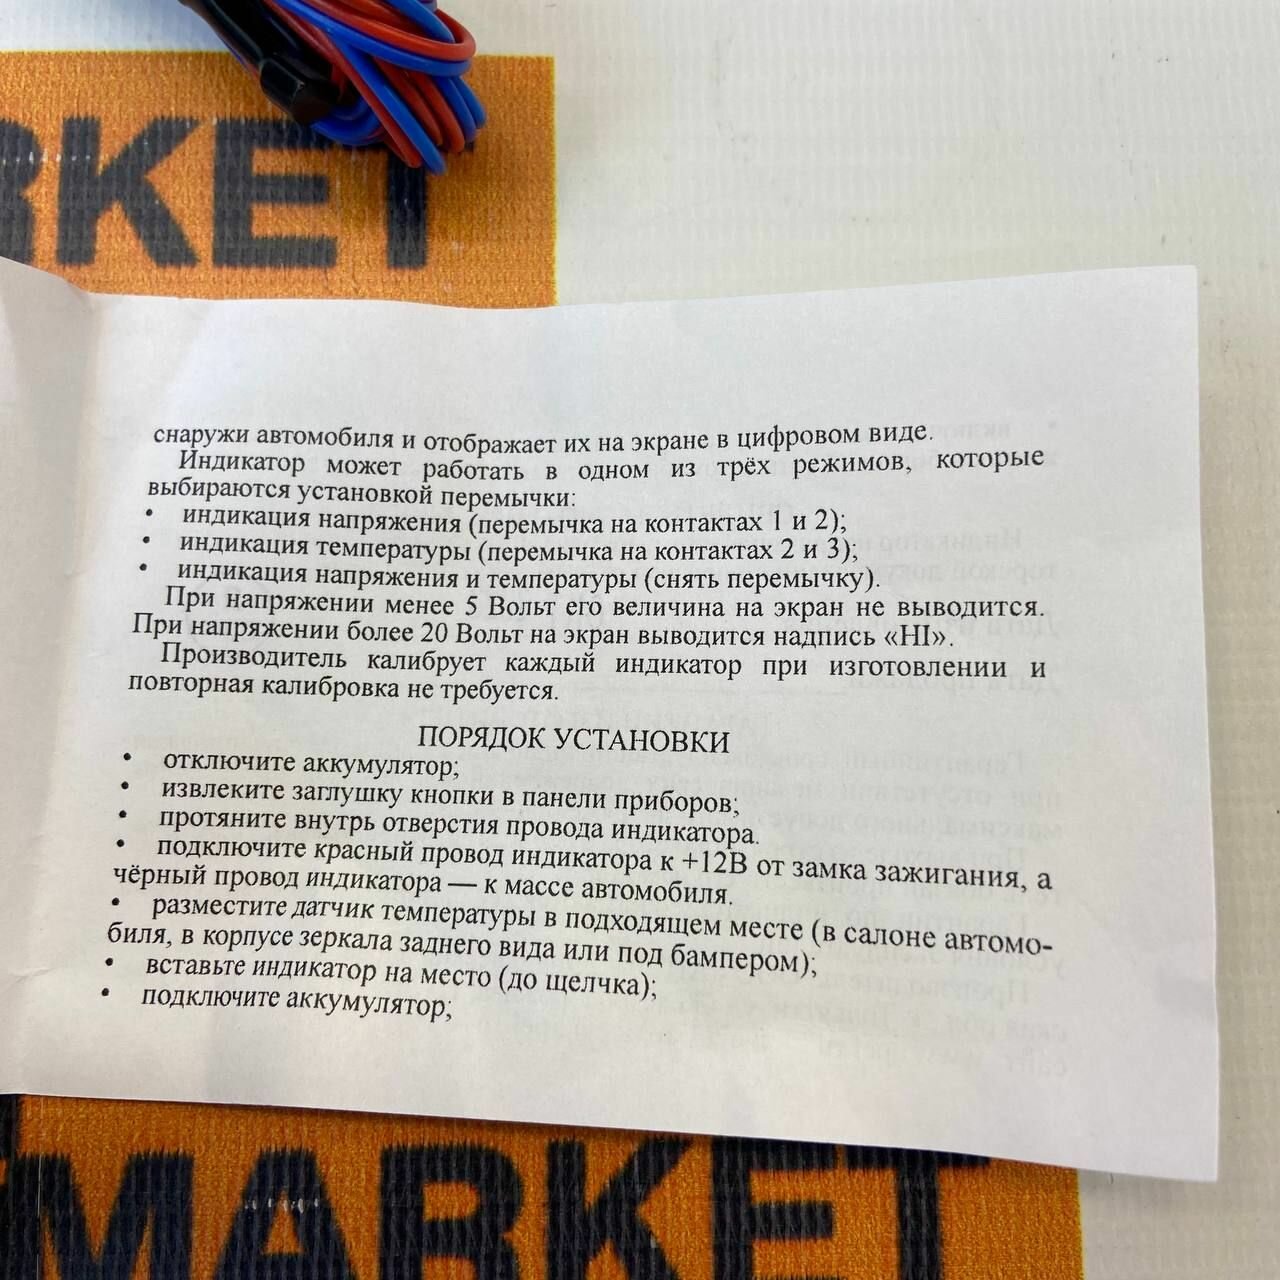 RKET
снаружи автомобиля и отображает их на экране в цифровом виде.
Индикатор может работать в одном из трёх режимов, которые
выбираются установкой перемычки:
• индикация напряжения (перемычка на контактах 1 и 2);
• индикация температуры (перемычка на контактах 2 и 3);
• индикация напряжения и температуры (снять перемычку).
При напряжении менее 5 Вольт его величина на экран не выводится.
При напряжении более 20 Вольт на экран выводится надпись «HI».
Производитель калибрует каждый индикатор при изготовлении и
повторная калибровка не требуется.
ПОРЯДОК УСТАНОВКИ
• отключите аккумулятор;
• извлеките заглушку кнопки в панели приборов;
• протяните внутрь отверстия провода индикатора.
• подключите красный провод индикатора к +12В от замка зажигания, а
чёрный провод индикатора — к массе автомобиля.
• разместите датчик температуры в подходящем месте (в салоне автомо-
биля, в корпусе зеркала заднего вида или под бампером);
• вставьте индикатор на место (до щелчка);
• подключите аккумулятор;
MARKET